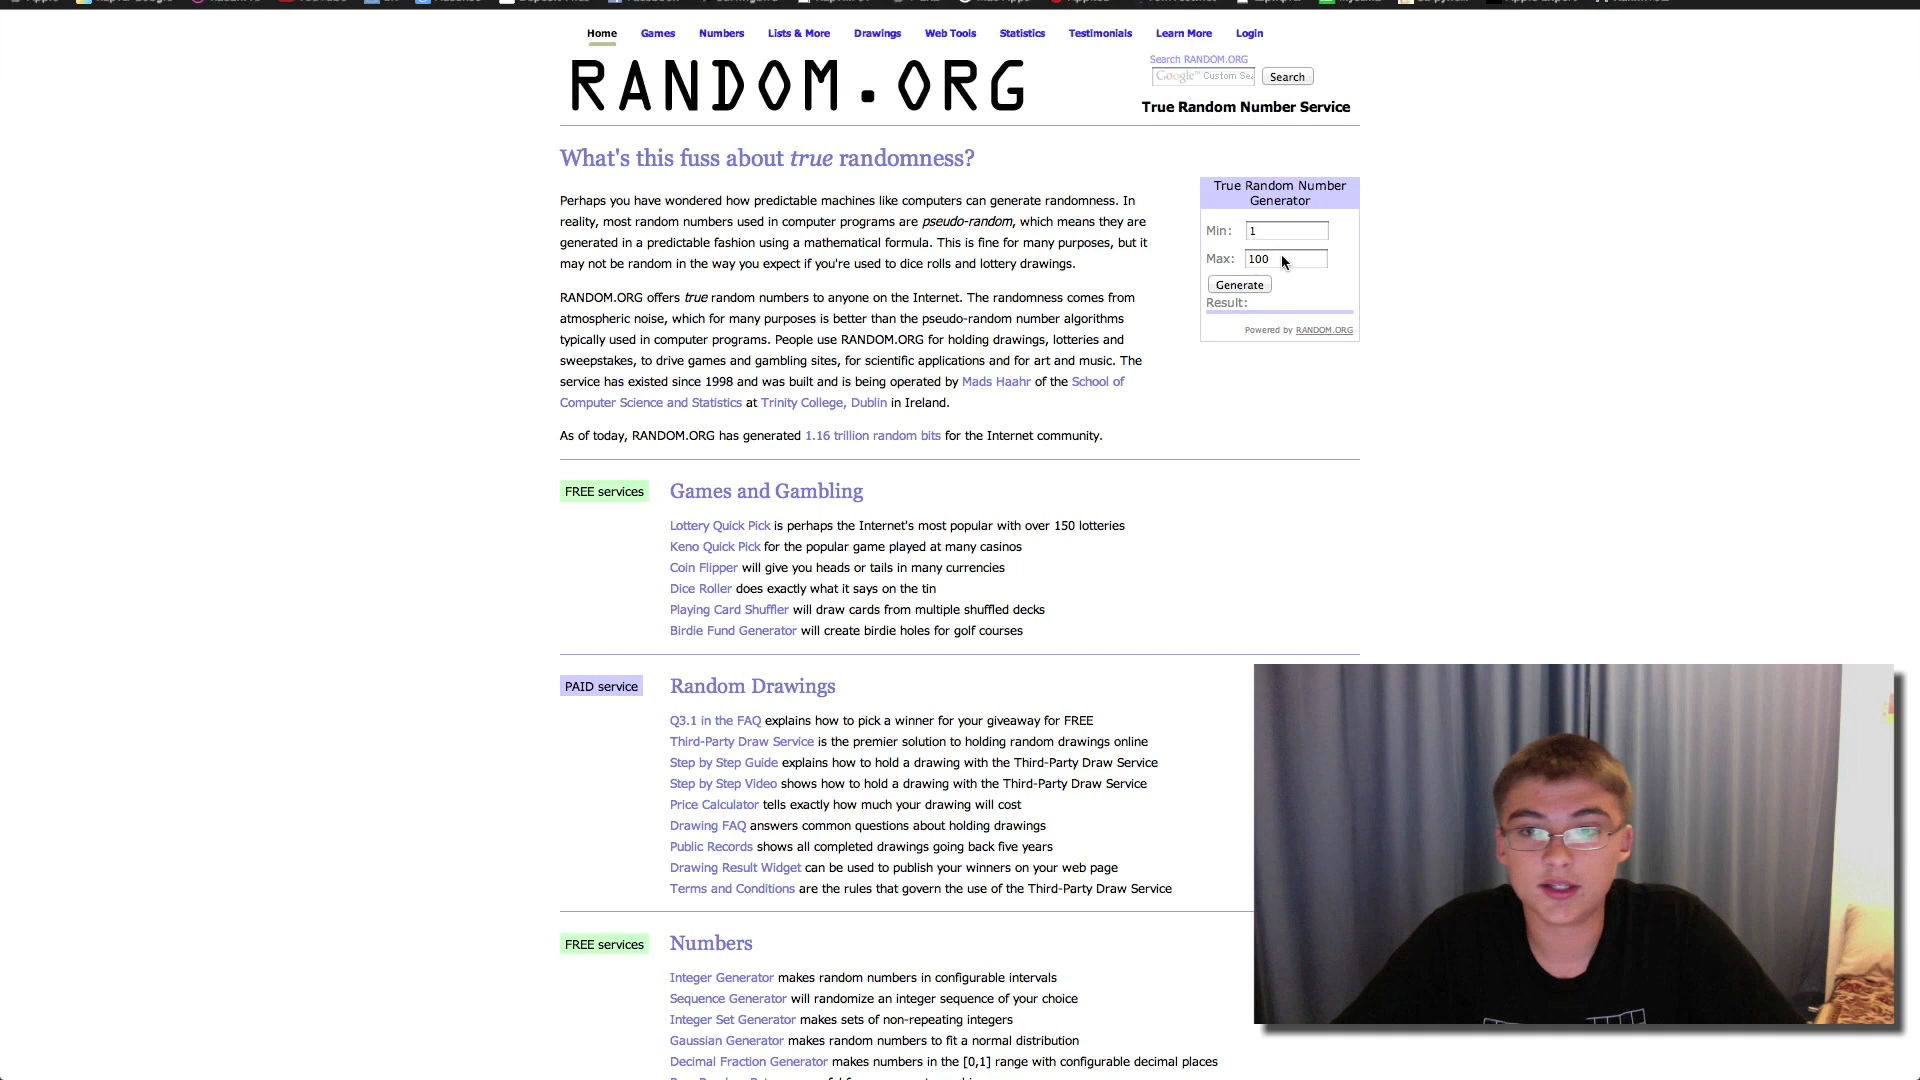 Home Games Numbers Lists & More Drawings Web Tools Statistics Testimonials Learn More Login
RANDOM.ORG
Search RANDOM.ORG
Google™ Custom Sea
Search
True Random Number Service
What's this fuss about true randomness?
Perhaps you have wondered how predictable machines like computers can generate randomness. In
reality, most random numbers used in computer programs are pseudo-random, which means they are
generated in a predictable fashion using a mathematical formula. This is fine for many purposes, but it
may not be random in the way you expect if you're used to dice rolls and lottery drawings.
RANDOM.ORG offers true random numbers to anyone on the Internet. The randomness comes from
atmospheric noise, which for many purposes is better than the pseudo-random number algorithms
typically used in computer programs. People use RANDOM.ORG for holding drawings, lotteries and
sweepstakes, to drive games and gambling sites, for scientific applications and for art and music. The
service has existed since 1998 and was built and is being operated by Mads Haahr of the School of
Computer Science and Statistics at Trinity College, Dublin in Ireland.
As of today, RANDOM.ORG has generated 1.16 trillion random bits for the Internet community.
True Random Number
Generator
Min: 1
Max: 100
Generate
Result:
Powered by RANDOM.ORG
FREE services
Games and Gambling
Lottery Quick Pick is perhaps the Internet's most popular with over 150 lotteries
Keno Quick Pick for the popular game played at many casinos
Coin Flipper will give you heads or tails in many currencies
Dice Roller does exactly what it says on the tin
Playing Card Shuffler will draw cards from multiple shuffled decks
Birdie Fund Generator will create birdie holes for golf courses
PAID service
Random Drawings
Q3.1 in the FAQ explains how to pick a winner for your giveaway for FREE
Third-Party Draw Service is the premier solution to holding random drawings online
Step by Step Guide explains how to hold a drawing with the Third-Party Draw Service
Step by Step Video shows how to hold a drawing with the Third-Party Draw Service
Price Calculator tells exactly how much your drawing will cost
Drawing FAQ answers common questions about holding drawings
Public Records shows all completed drawings going back five years
Drawing Result Widget can be used to publish your winners on your web page
Terms and Conditions are the rules that govern the use of the Third-Party Draw Service
FREE services
Numbers
Integer Generator makes random numbers in configurable intervals
Sequence Generator will randomize an integer sequence of your choice
Integer Set Generator makes sets of non-repeating integers
Gaussian Generator makes random numbers to fit a normal distribution
Decimal Fraction Generator makes numbers in the [0,1] range with configurable decimal places